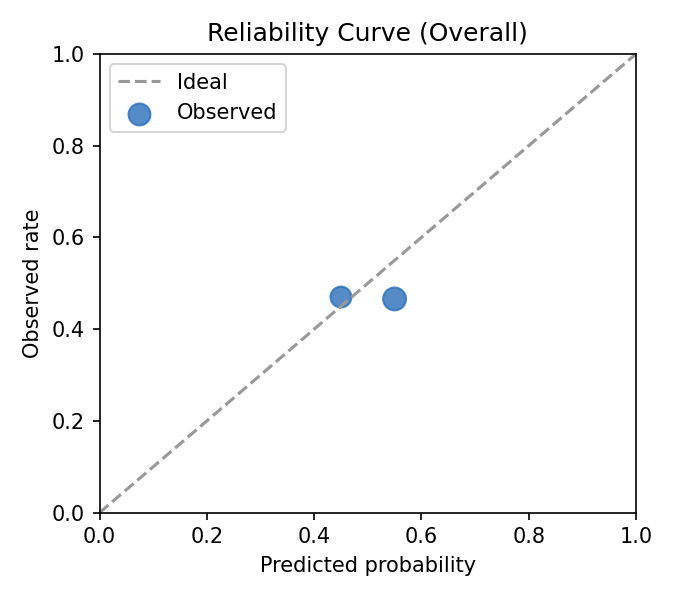 Reliability Curve (Overall)
Ideal
Observed
1.0
0.8
0.6
0.4
0.2
0.0
Observed rate
0.0 0.2 0.4 0.6 0.8 1.0
Predicted probability